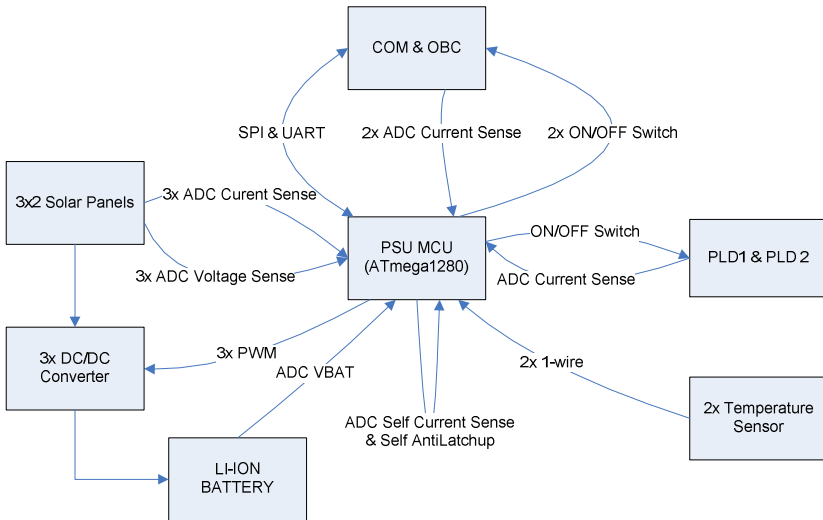 COM & OBC
SPI & UART
2x ADC Current Sense
2x ON/OFF Switch
3x2 Solar Panels
3x ADC Curent Sense
3x ADC Voltage Sense
PSU MCU
(ATmega1280)
ON/OFF Switch
ADC Current Sense
PLD1 & PLD 2
3x DC/DC
Converter
3x PWM
ADC VBAT
2x 1-wire
ADC Self Current Sense
& Self AntiLatchup
2x Temperature
Sensor
LI-ION
BATTERY